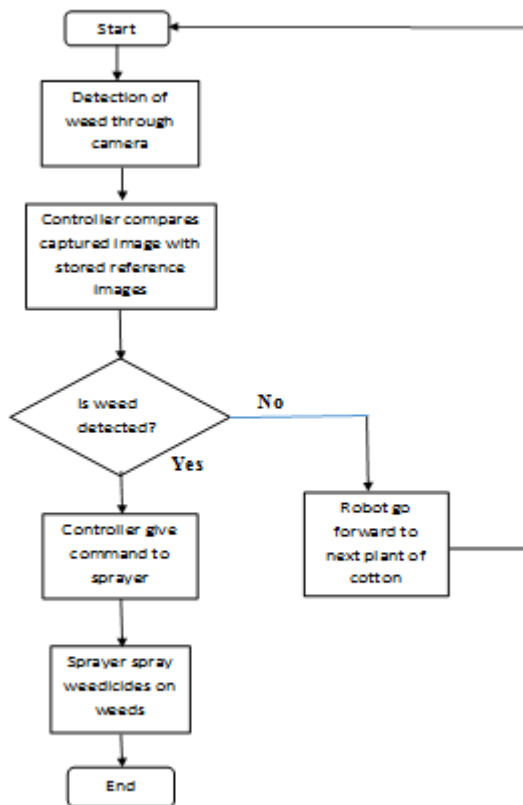 Start
Detection of
weed through
camera
Controller compares
captured image with
stored reference
images
Is weed
detected?
No
Yes
Controller give
command to
sprayer
Robot go
forward to
next plant of
cotton
Sprayer spray
weedicides on
weeds
End